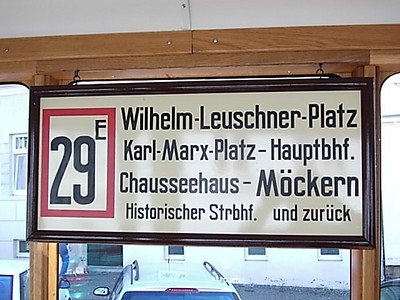 29E
Wilhelm-Leuschner-Platz
Karl-Marx-Platz - Hauptbhf.
Chausseehaus - Möckern
Historischer Strbhf. und zurück